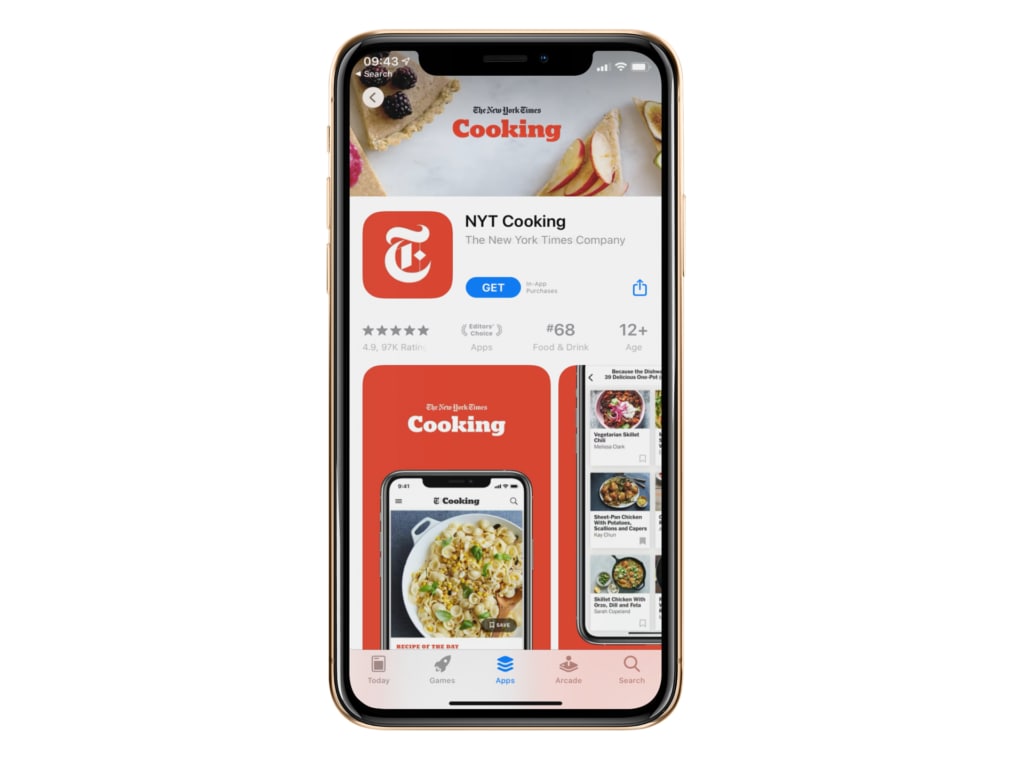 09:43
Search
The New York Times
Cooking
NYT Cooking
The New York Times Company
GET
In-App
Purchases
Editors'
Choice
#68
12+
4.9, 97K Rating
Apps
Food & Drink
Age
The New York Times
Cooking
9:41
Cooking
SAVE
RECIPE OF THE DAY
Because the Dishw
39 Delicious One-Pot
Vegetarian Skillet
Chili
Melissa Clark
Sheet-Pan Chicken
With Potatoes,
Scallions and Capers
Kay Chun
Skillet Chicken With
Orzo, Dill and Feta
Sarah Copeland
Today
Games
Apps
Arcade
Search